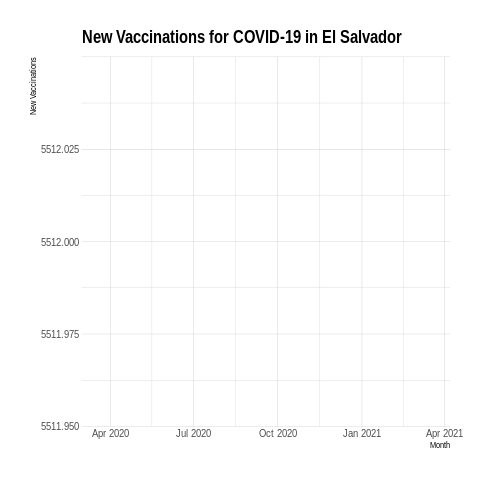 New Vaccinations for COVID-19 in El Salvador
New Vaccinations
5512.025
5512.000
5511.975
5511.950
Apr 2020 Jul 2020 Oct 2020 Jan 2021 Apr 2021
Month